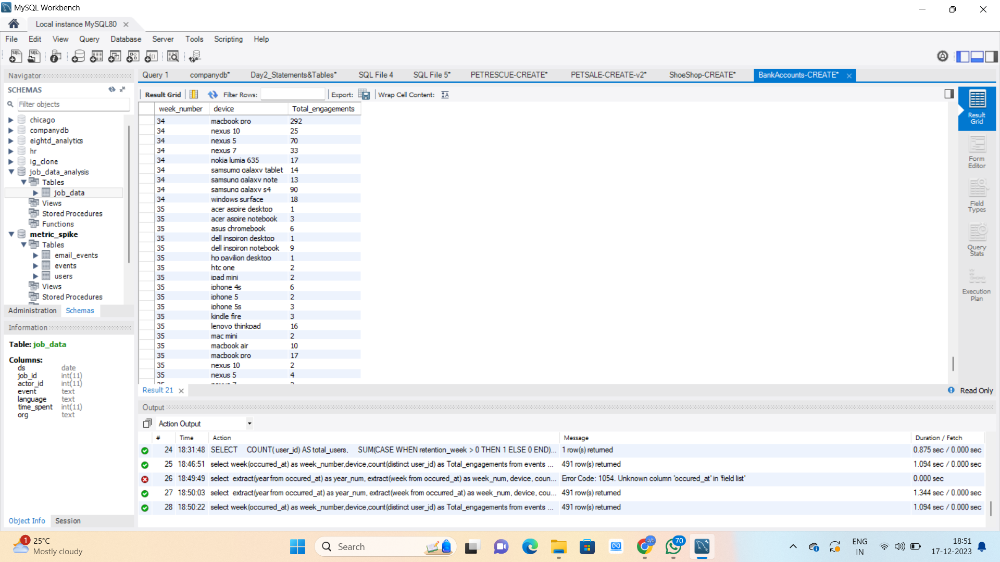 MySQL Workbench
Local instance MySQL80
File Edit View Query Database Server Tools Scripting Help
Navigator
SCHEMAS
Filter objects
chicago
companydb
eightd_analytics
hr
ig_clone
job_data_analysis
Tables
job_data
Views
Stored Procedures
Functions
metric_spike
Tables
email_events
events
users
Views
Stored Procedures
Administration Schemas
Information
Table: job_data
Columns:
ds date
job_id int(11)
actor_id int(11)
event text
language text
time_spent int(11)
org text
Object Info Session
Query 1 companydb* Day2_Statements&Tables* SQL File 4 SQL File 5* PETRESCUE-CREATE* PETSALE-CREATE-v2* ShoeShop-CREATE* BankAccounts-CREATE*
Result Grid Filter Rows: Export: Wrap Cell Content:
week_number device Total_engagements
34 macbook pro 292
34 nexus 10 25
34 nexus 5 70
34 nexus 7 33
34 nokia lumia 635 17
34 samsumg galaxy tablet 14
34 samsung galaxy note 13
34 samsung galaxy s4 90
34 windows surface 18
35 acer aspire desktop 1
35 acer aspire notebook 3
35 asus chromebook 6
35 dell inspiron desktop 1
35 dell inspiron notebook 9
35 hp pavilion desktop 1
35 htc one 2
35 ipad mini 2
35 iphone 4s 6
35 iphone 5 2
35 iphone 5s 3
35 kindle fire 3
35 lenovo thinkpad 16
35 mac mini 2
35 macbook air 10
35 macbook pro 17
35 nexus 10 2
35 nexus 5 4
Result Grid
Form Editor
Field Types
Query Stats
Execution Plan
Result 21
Read Only
Output
Action Output
# Time Action Message Duration / Fetch
24 18:31:48 SELECT COUNT( user_id) AS total_users, SUM(CASE WHEN retention_week > 0 THEN 1 ELSE 0 END)... 1 row(s) returned 0.875 sec / 0.000 sec
25 18:46:51 select week(occurred_at) as week_number,device,count(distinct user_id) as Total_engagements from events ... 491 row(s) returned 1.094 sec / 0.000 sec
26 18:49:49 select extract(year from occured_at) as year_num, extract(week from occured_at) as week_num, device, coun... Error Code: 1054. Unknown column 'occured_at' in 'field list' 0.000 sec
27 18:50:03 select extract(year from occurred_at) as year_num, extract(week from occurred_at) as week_num, device, cou... 491 row(s) returned 1.344 sec / 0.000 sec
28 18:50:22 select week(occurred_at) as week_number,device,count(distinct user_id) as Total_engagements from events ... 491 row(s) returned 1.094 sec / 0.000 sec
1
25°C
Mostly cloudy
Search
70
ENG
IN
18:51
17-12-2023